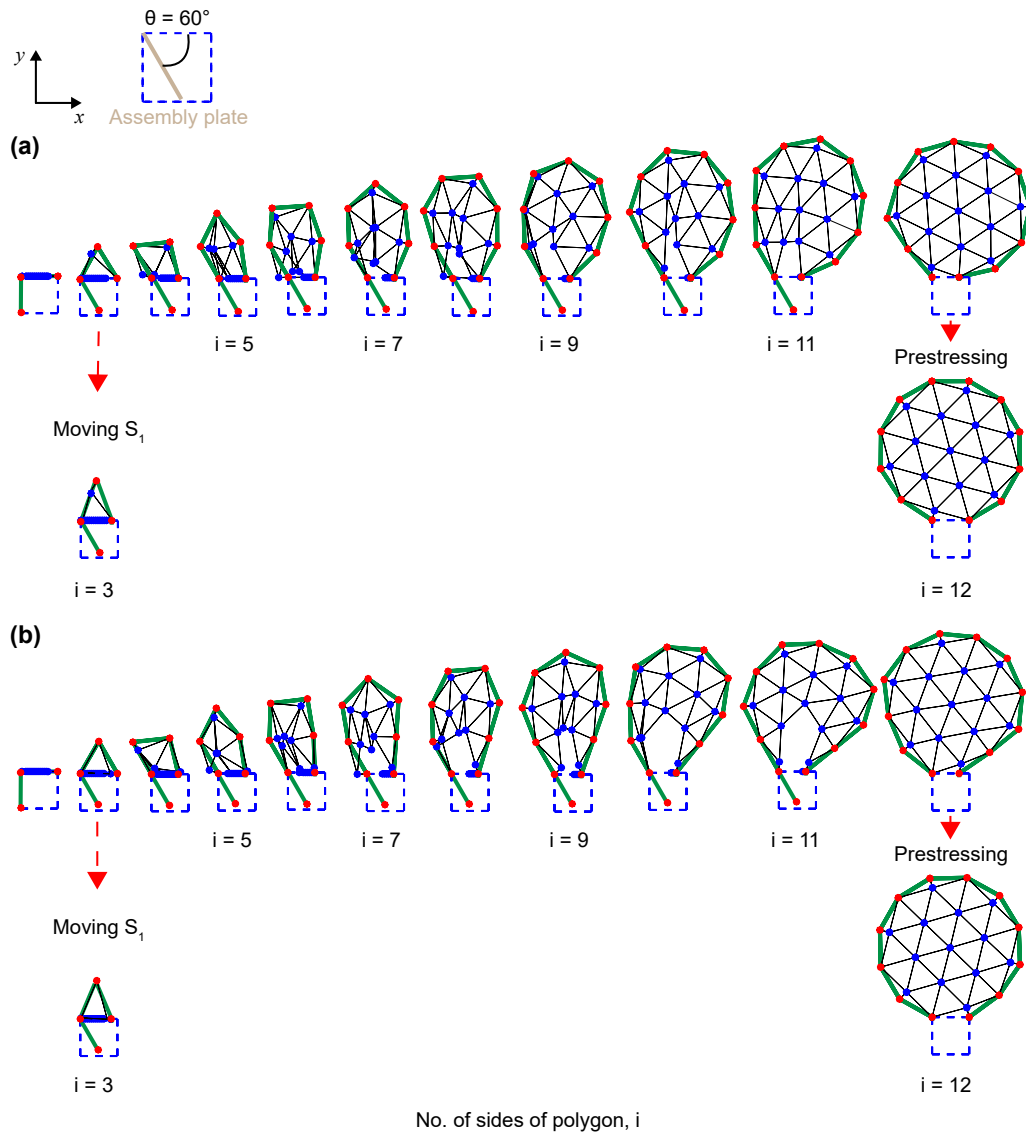 θ = 60°
y
x
Assembly plate
(a)
i = 5
i = 7
i = 9
i = 11
Prestressing
Moving S₁
i = 3
i = 12
(b)
i = 5
i = 7
i = 9
i = 11
Prestressing
Moving S₁
i = 3
i = 12
No. of sides of polygon, i